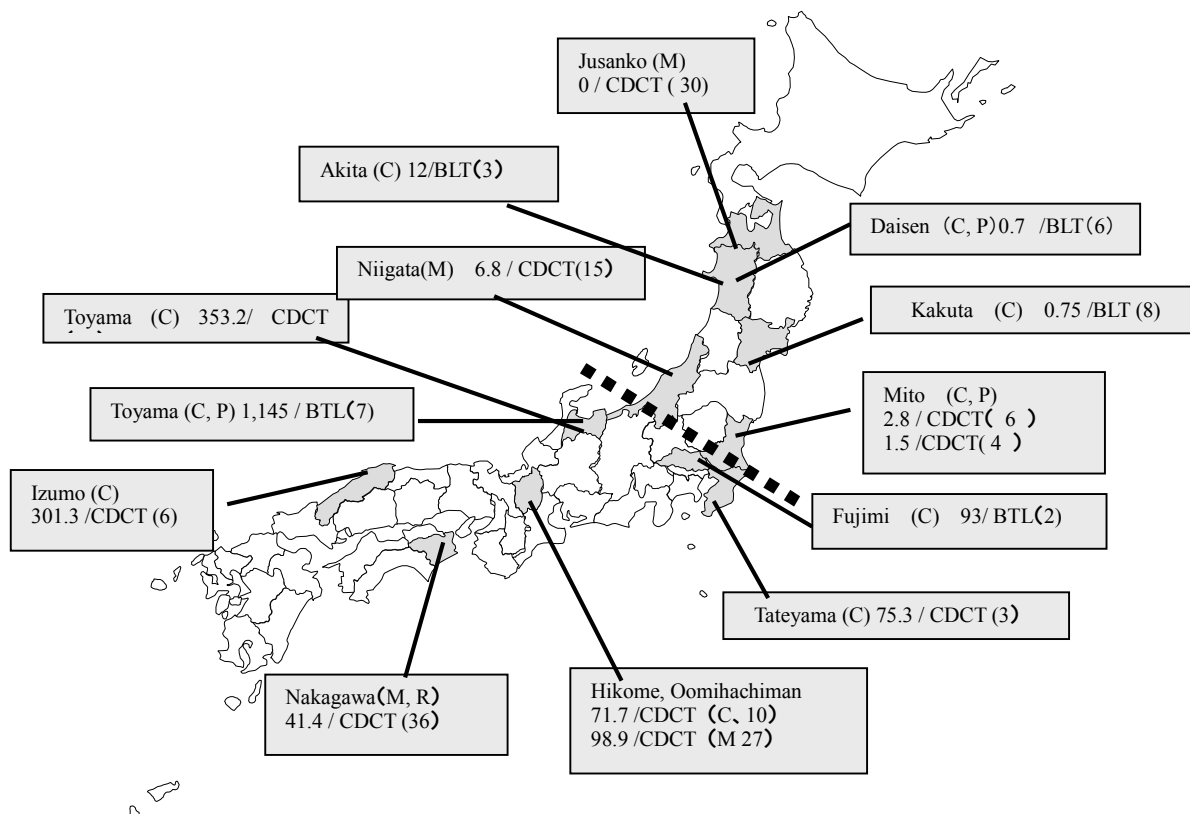 Jusanko (M)
0 / CDCT ( 30)
Akita (C) 12/BLT(3)
Daisen (C, P)0.7 /BLT(6)
Niigata(M) 6.8 / CDCT(15)
Toyama (C) 353.2/ CDCT
Kakuta (C) 0.75 /BLT (8)
Toyama (C, P) 1,145 / BTL(7)
Mito (C, P)
2.8 / CDCT( 6 )
1.5 /CDCT( 4 )
Izumo (C)
301.3 /CDCT (6)
Fujimi (C) 93/ BTL(2)
Tateyama (C) 75.3 / CDCT (3)
Nakagawa(M, R)
41.4 / CDCT (36)
Hikome, Oomihachiman
71.7 /CDCT (C、10)
98.9 /CDCT (M 27)